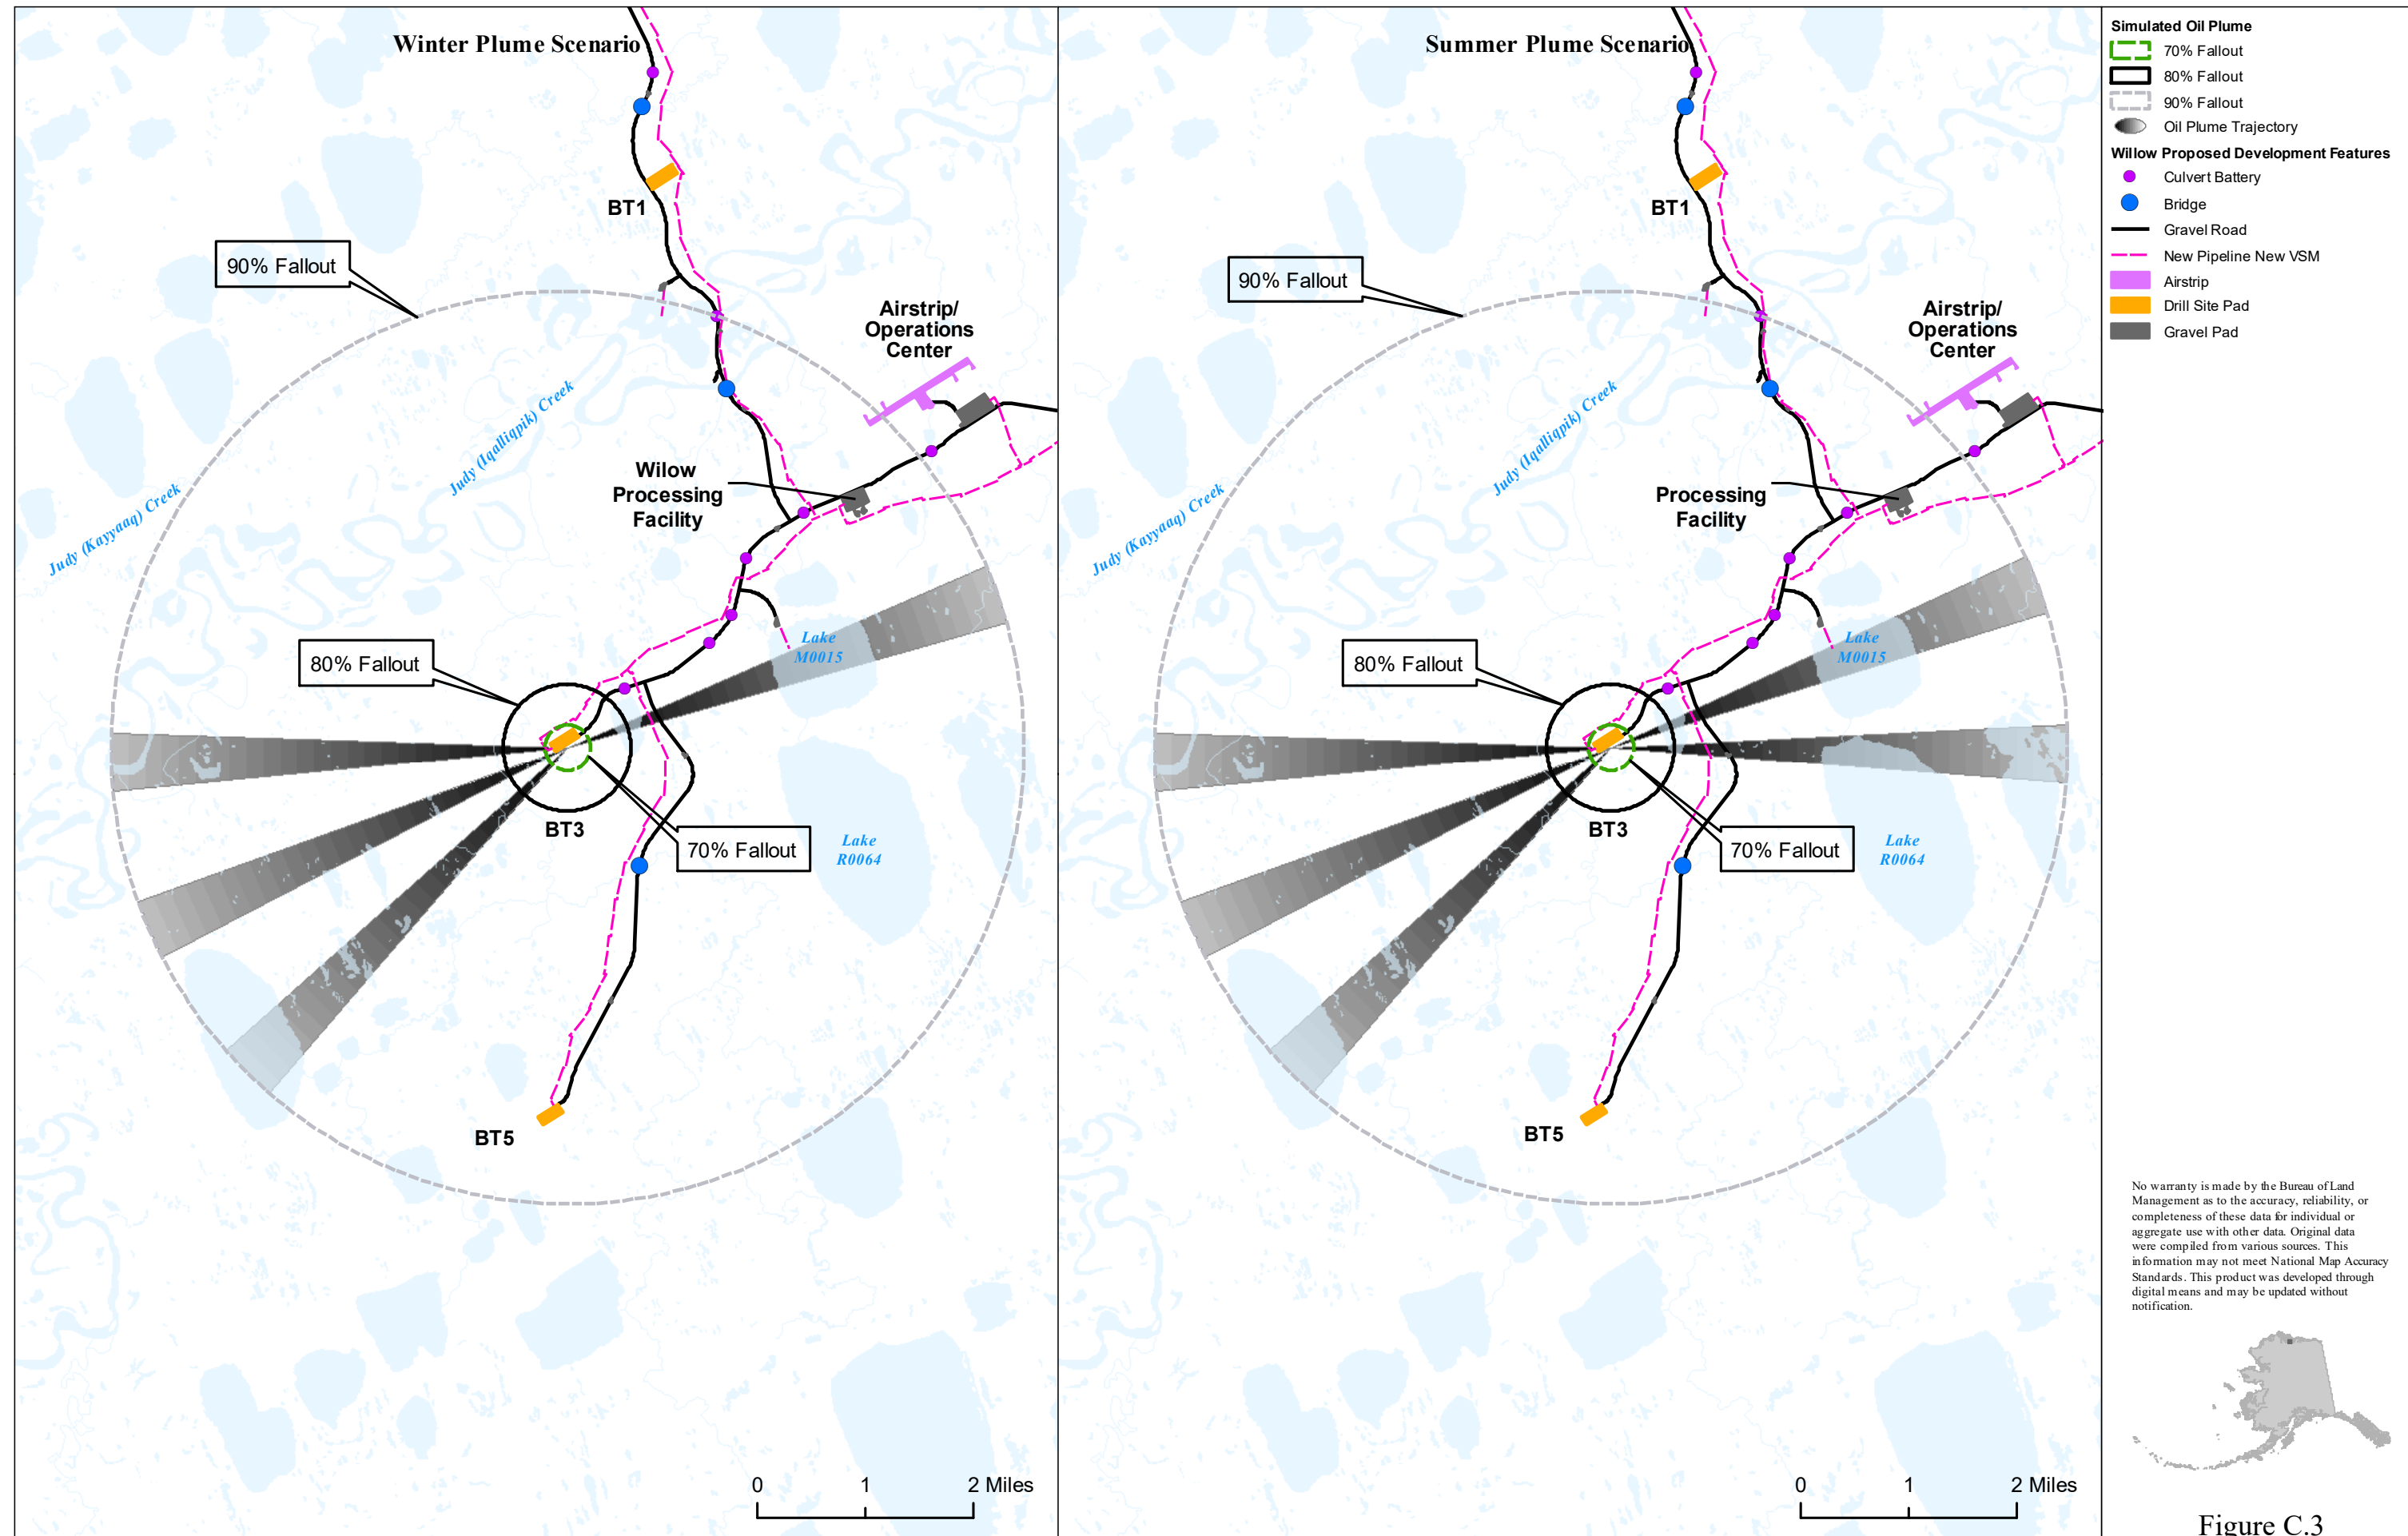 Winter Plume Scenario
BT1
90% Fallout
Airstrip/
Operations
Center
Judy (Iqalliqpik) Creek
Judy (Kayyaaq) Creek
Wilow
Processing
Facility
Lake
M0015
80% Fallout
BT3
70% Fallout
Lake
R0064
BT5
0 1 2 Miles
Summer Plume Scenario
BT1
90% Fallout
Airstrip/
Operations
Center
Judy (Iqalliqpik) Creek
Judy (Kayyaaq) Creek
Processing
Facility
Lake
M0015
80% Fallout
BT3
70% Fallout
Lake
R0064
BT5
0 1 2 Miles
Simulated Oil Plume
70% Fallout
80% Fallout
90% Fallout
Oil Plume Trajectory
Willow Proposed Development Features
Culvert Battery
Bridge
Gravel Road
New Pipeline New VSM
Airstrip
Drill Site Pad
Gravel Pad
No warranty is made by the Bureau of Land
Management as to the accuracy, reliability, or
completeness of these data for individual or
aggregate use with other data. Original data
were compiled from various sources. This
information may not meet National Map Accuracy
Standards. This product was developed through
digital means and may be updated without
notification.
Figure C.3